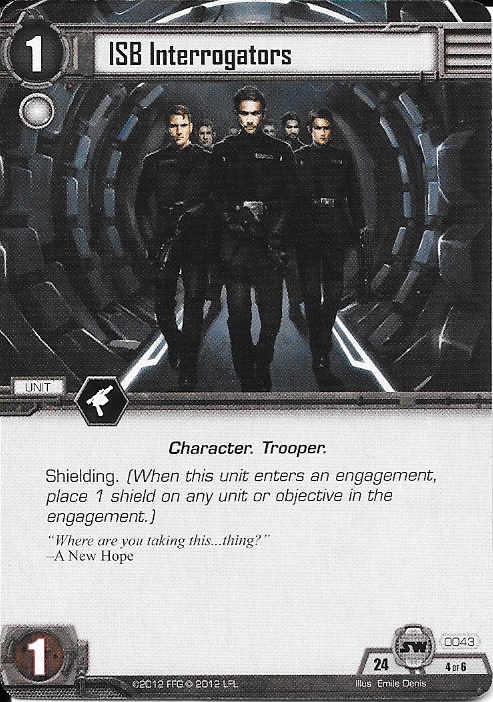 1
ISB Interrogators
UNIT
Character. Trooper.
Shielding. (When this unit enters an engagement,
place 1 shield on any unit or objective in the
engagement.)
“Where are you taking this...thing?”
–A New Hope
1
SW
0043
24
4 OF 6
©2012 FFG © 2012 LFL
Illus. Emile Denis